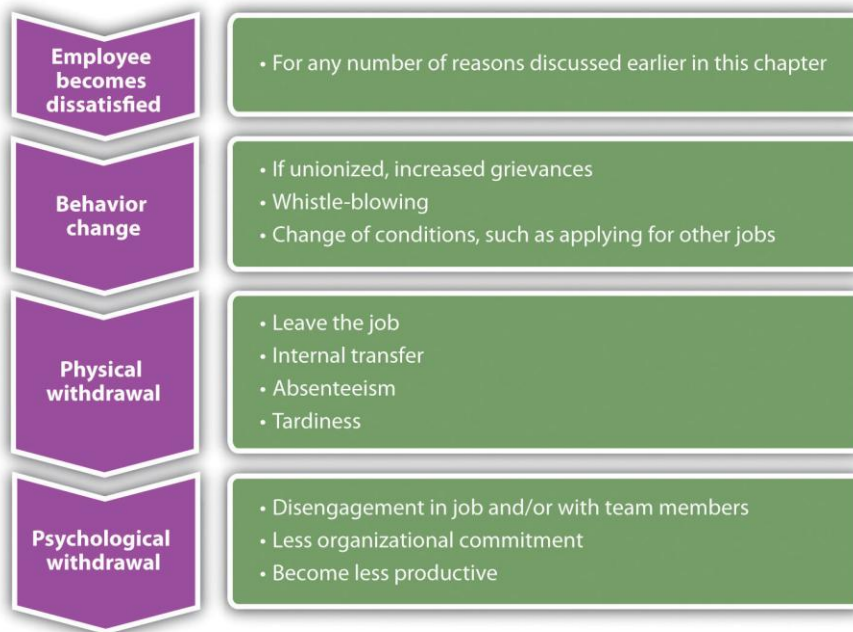 Employee
becomes
dissatisfied
• For any number of reasons discussed earlier in this chapter
Behavior
change
• If unionized, increased grievances
• Whistle-blowing
• Change of conditions, such as applying for other jobs
Physical
withdrawal
• Leave the job
• Internal transfer
• Absenteeism
• Tardiness
Psychological
withdrawal
• Disengagement in job and/or with team members
• Less organizational commitment
• Become less productive